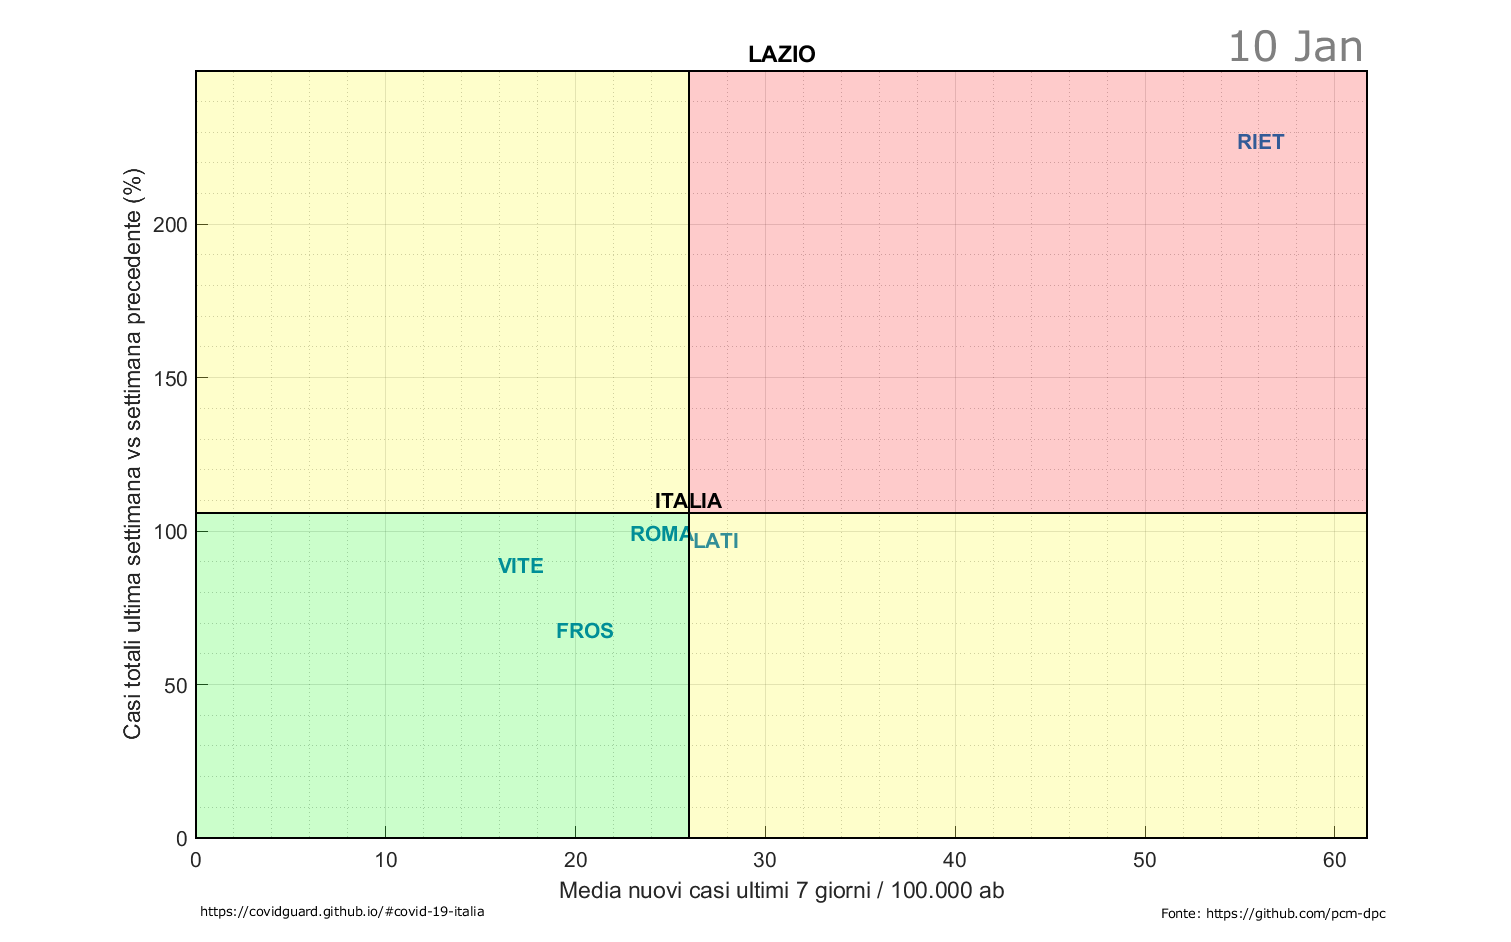 10 Jan
LAZIO
RIET
200
150
ITALIA
100
ROMA
LATI
VITE
FROS
50
0
0 10 20 30 40 50 60
Casi totali ultima settimana vs settimana precedente (%)
Media nuovi casi ultimi 7 giorni / 100.000 ab
https://covidguard.github.io/#covid-19-italia
Fonte: https://github.com/pcm-dpc